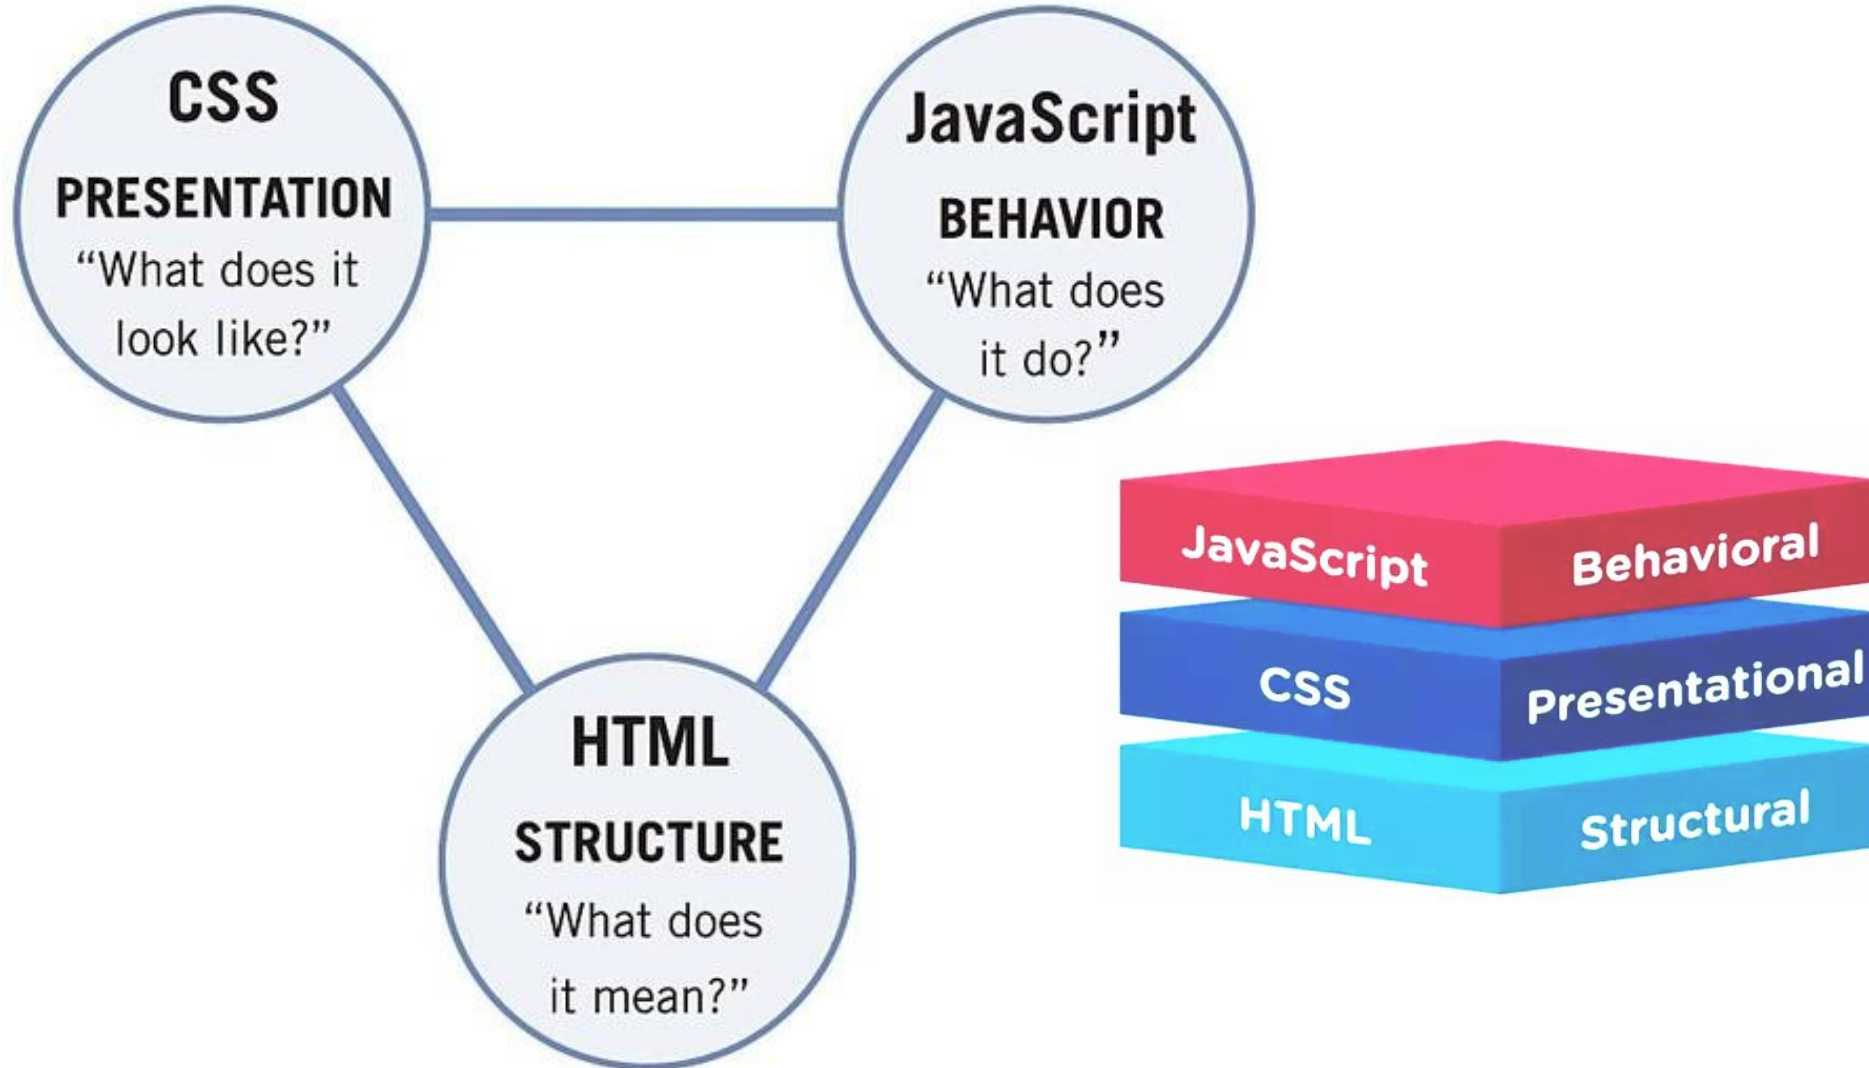 CSS
PRESENTATION
“What does it
look like?”
JavaScript
BEHAVIOR
“What does
it do?”
HTML
STRUCTURE
“What does
it mean?”
JavaScript Behavioral
CSS Presentational
HTML Structural